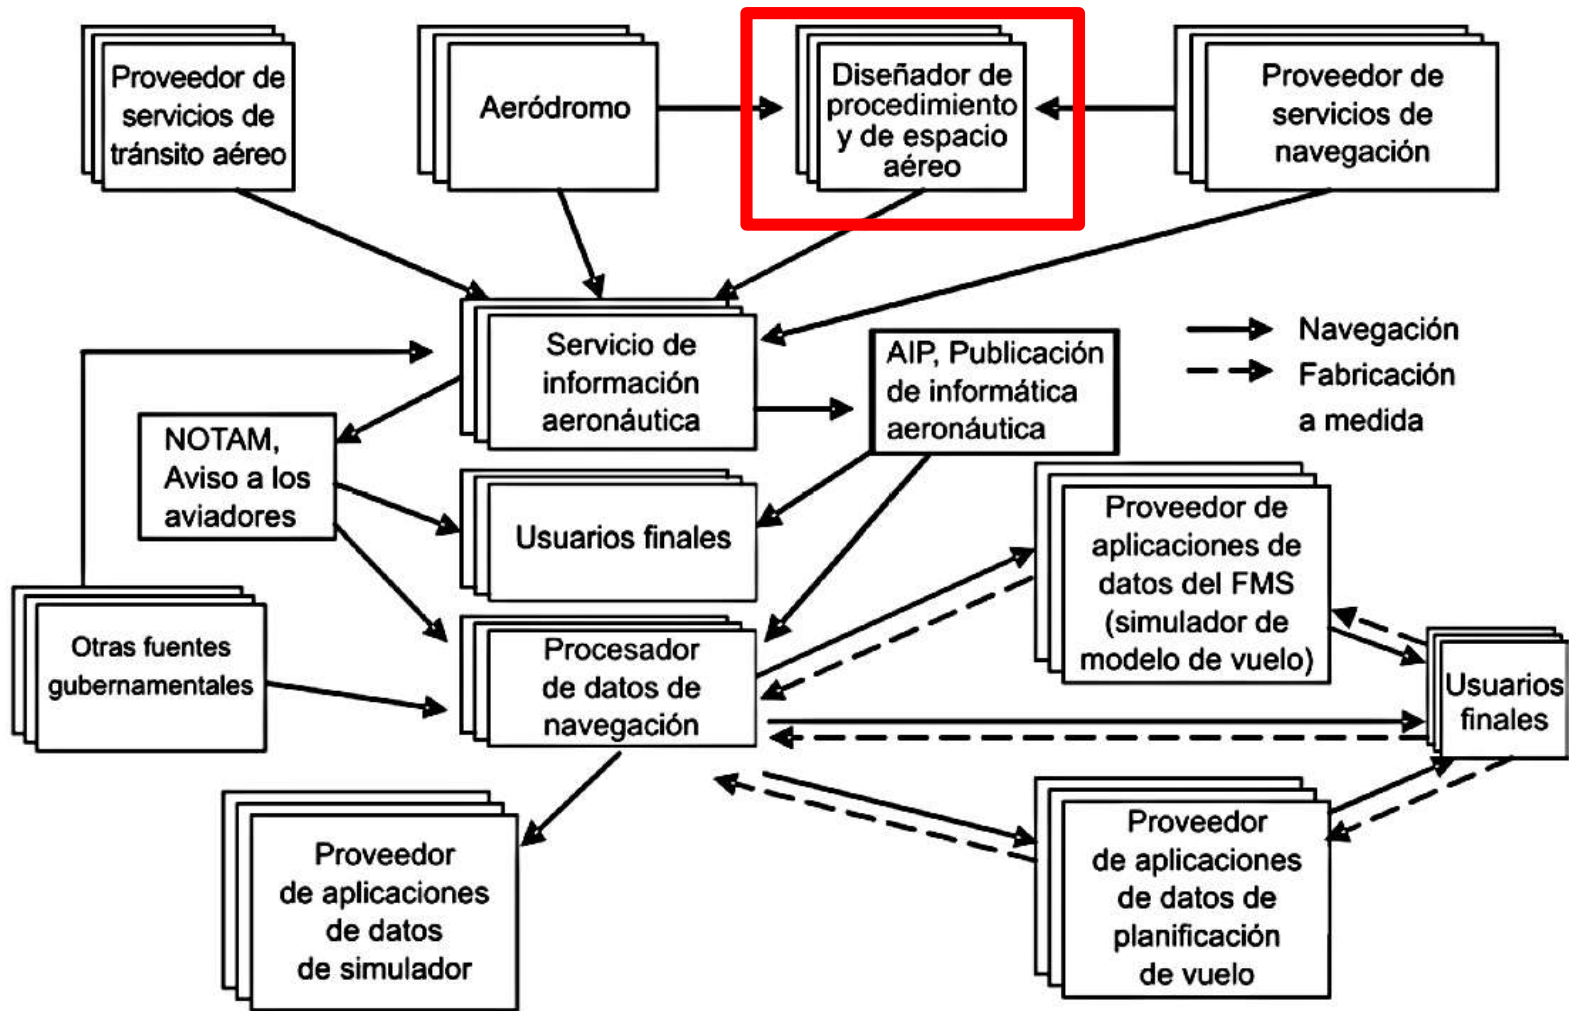 Proveedor de
servicios de
tránsito aéreo
Aeródromo
Diseñador de
procedimiento
y de espacio
aéreo
Proveedor de
servicios de
navegación
Servicio de
información
aeronáutica
AIP, Publicación
de informática
aeronáutica
Navegación
Fabricación
a medida
NOTAM,
Aviso a los
aviadores
Usuarios finales
Proveedor de
aplicaciones de
datos del FMS
(simulador de
modelo de vuelo)
Otras fuentes
gubernamentales
Procesador
de datos de
navegación
Usuarios
finales
Proveedor
de aplicaciones
de datos
de simulador
Proveedor
de aplicaciones
de datos de
planificación
de vuelo